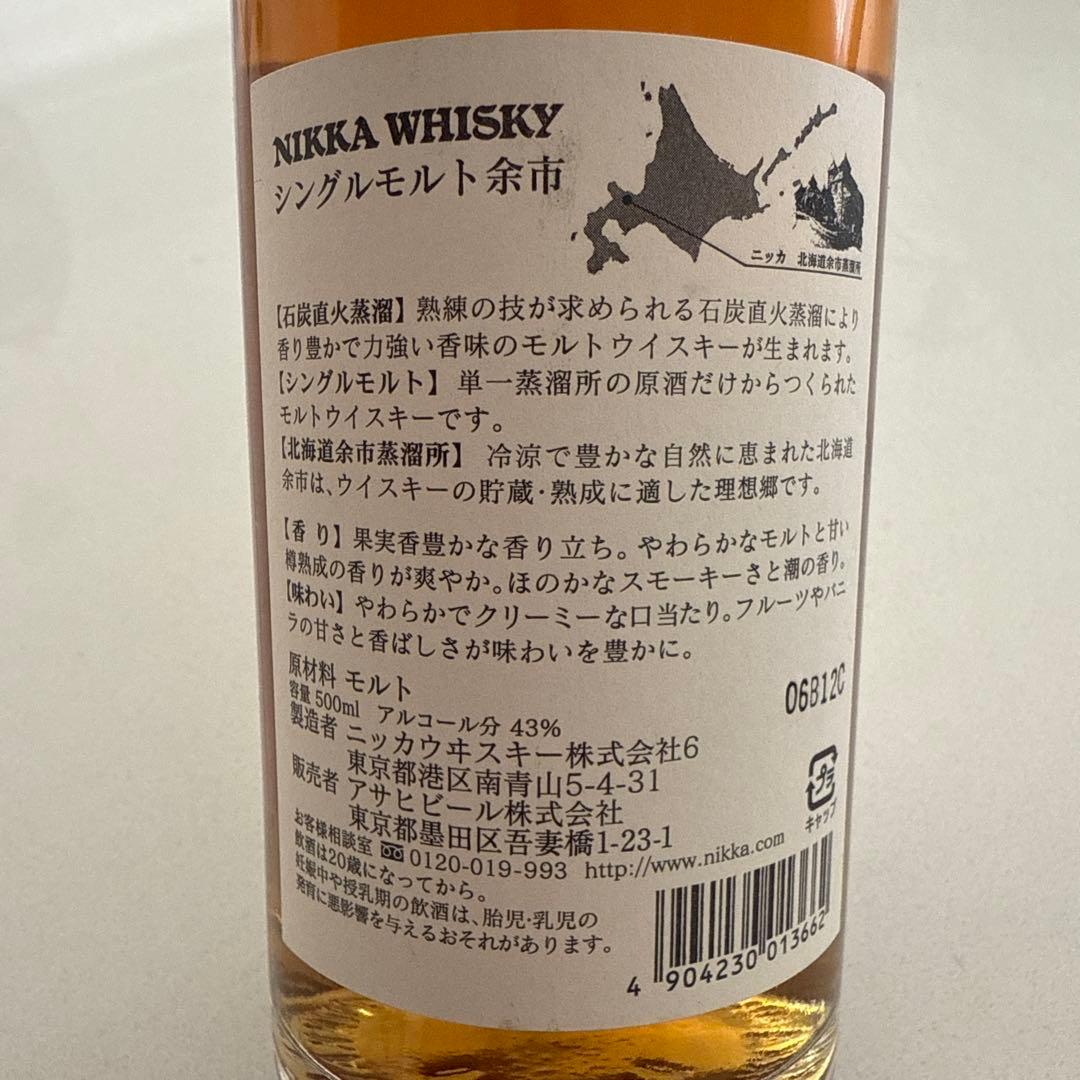 NIKKA WHISKY
シングルモルト余市
ニッカ 北海道余市蒸溜所
【石炭直火蒸溜】熟練の技が求められる石炭直火蒸溜により
香り豊かで力強い香味のモルトウイスキーが生まれます。
【シングルモルト】単一蒸溜所の原酒だけからつくられた
モルトウイスキーです。
【北海道余市蒸溜所】冷涼で豊かな自然に恵まれた北海道
余市は、ウイスキーの貯蔵・熟成に適した理想郷です。
【香り】果実香豊かな香り立ち。やわらかなモルトと甘い
樽熟成の香りが爽やか。ほのかなスモーキーさと潮の香り。
【味わい】やわらかでクリーミーな口当たり。フルーツやバニ
ラの甘さと香ばしさが味わいを豊かに。
原材料 モルト
容量 500ml アルコール分 43%
製造者 ニッカウヰスキー株式会社6
東京都港区南青山5-4-31
販売者 アサヒビール株式会社
東京都墨田区吾妻橋1-23-1
お客様相談室 0120-019-993 http://www.nikka.com
飲酒は20歳になってから。
妊娠中や授乳期の飲酒は、胎児・乳児の
発育に悪影響を与えるおそれがあります。
06B12C
プラ
キャップ
4 904230 013662